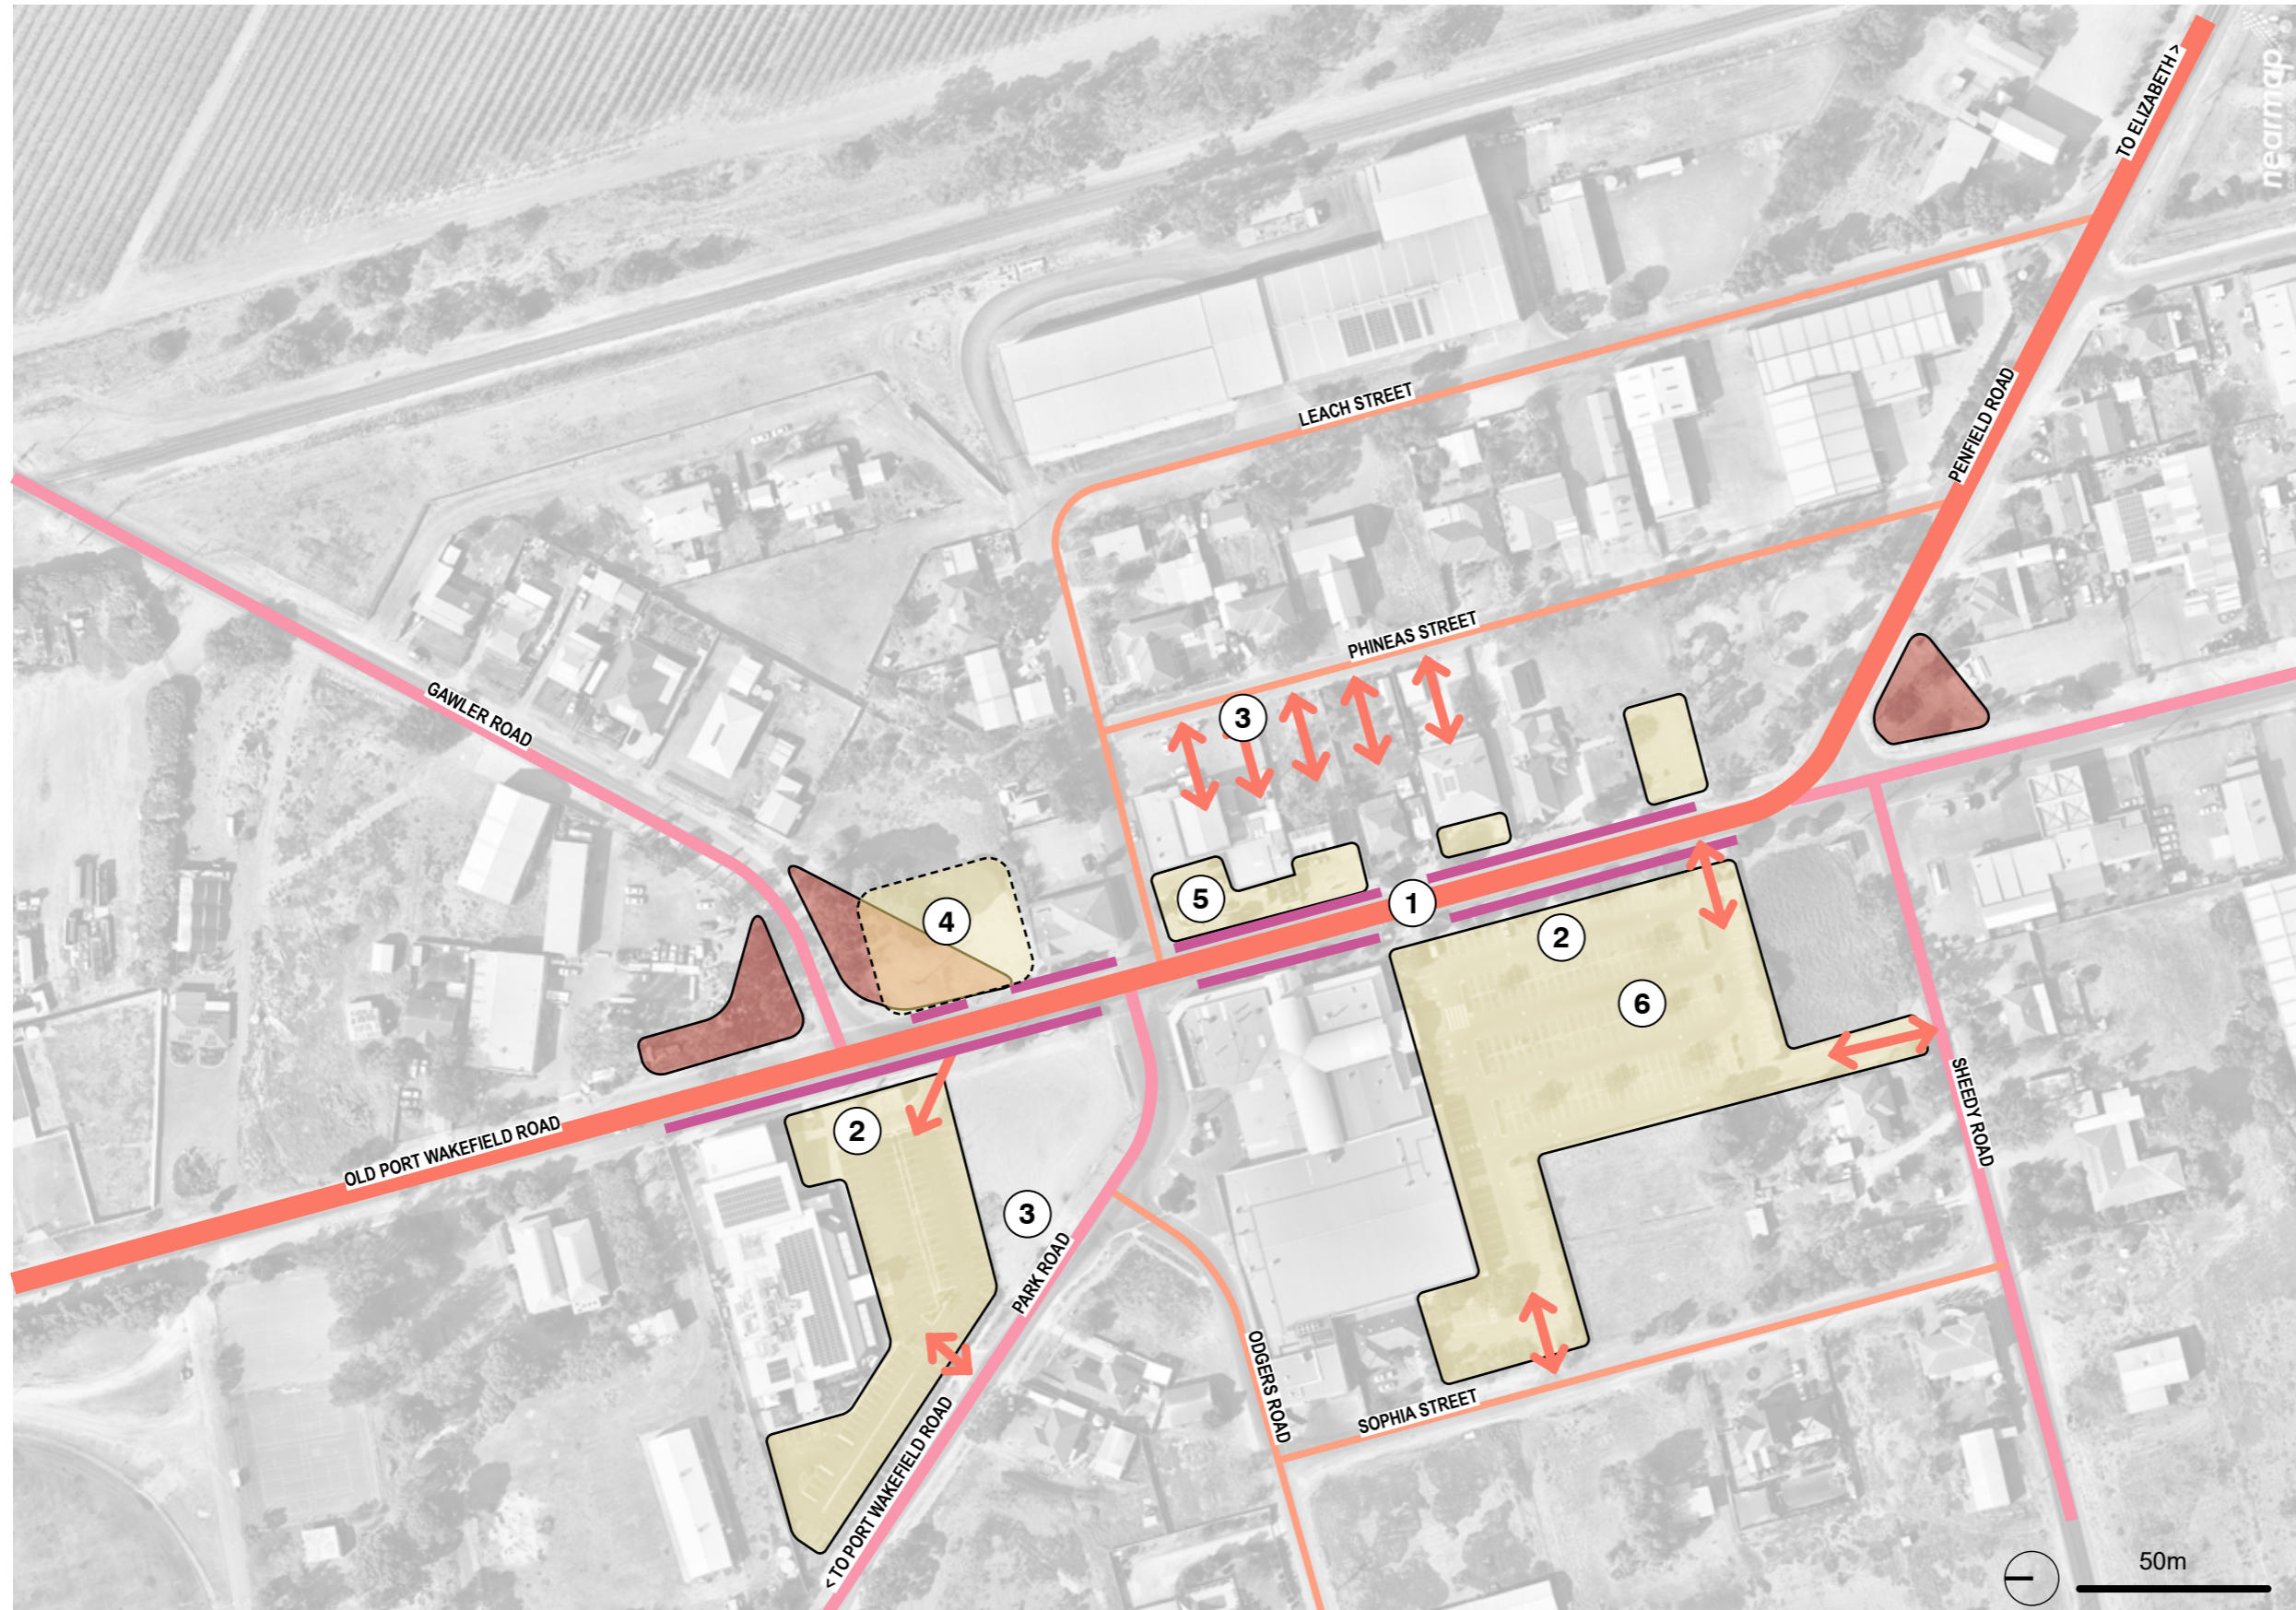 TO ELIZABETH >
nearmap
PENFIELD ROAD
LEACH STREET
PHINEAS STREET
GAWLER ROAD
3
5
1
4
2
6
2
OLD PORT WAKEFIELD ROAD
SHEEDY ROAD
3
PARK ROAD
ODGERS ROAD
SOPHIA STREET
< TO PORT WAKEFIELD ROAD
50m